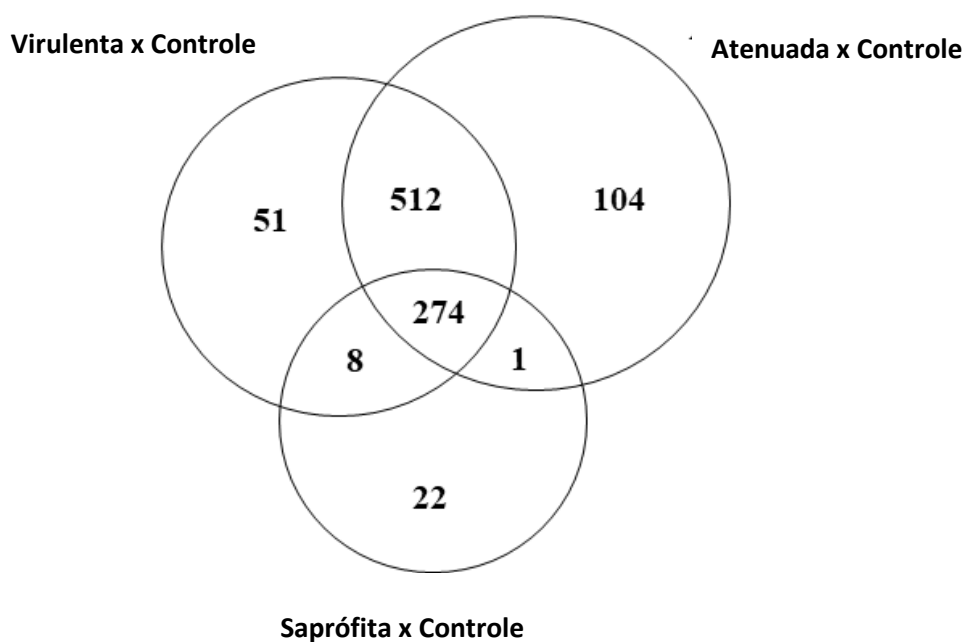 Virulenta x Controle
Atenuada x Controle
51
512
104
274
8
1
22
Saprófita x Controle